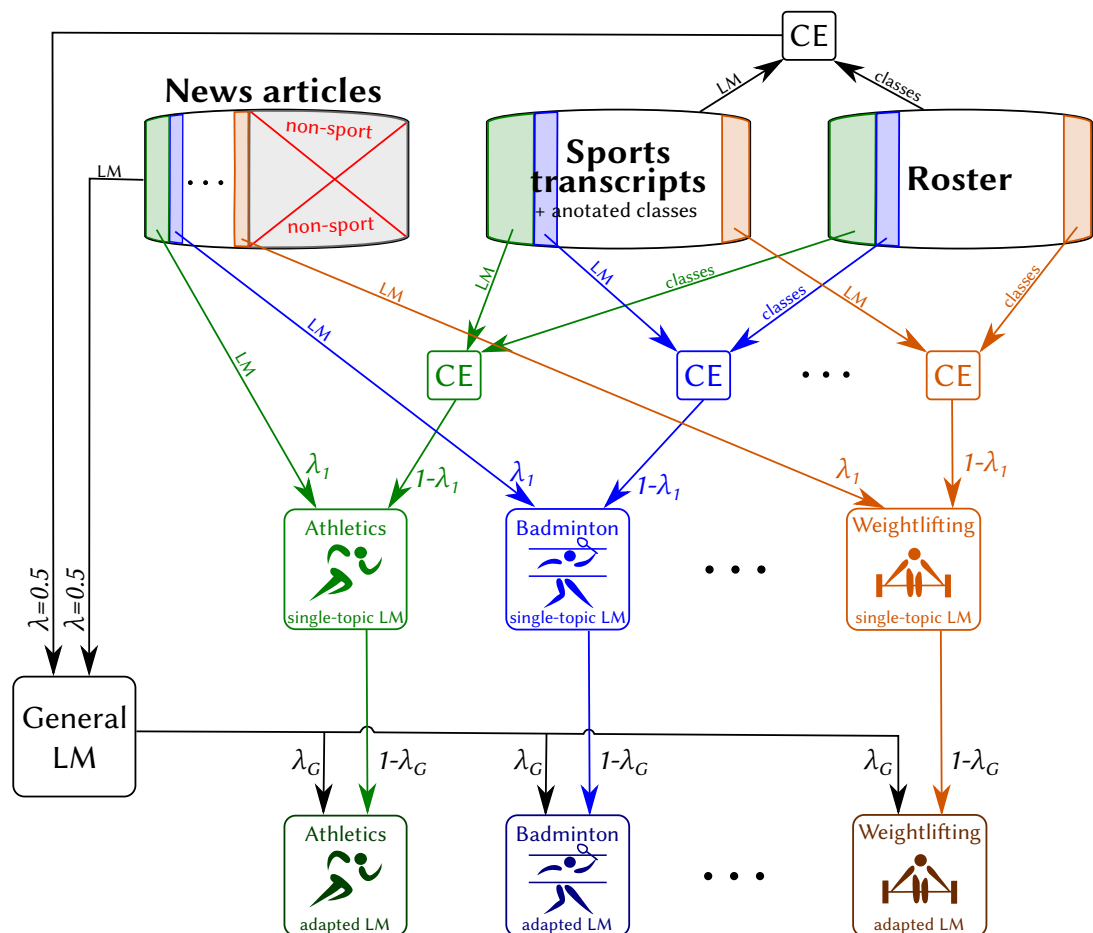 CE
LM
classes
News articles
non-sport
non-sport
LM
. . .
Sports
transcripts
+ anotated classes
Roster
LM
LM
LM
LM
classes
LM
classes
LM
classes
CE
CE
. . .
CE
λ1
1-λ1
λ1
1-λ1
λ1
1-λ1
Athletics
single-topic LM
Badminton
single-topic LM
. . .
Weightlifting
single-topic LM
λ=0.5
λ=0.5
General
LM
λG
1-λG
λG
1-λG
λG
1-λG
Athletics
adapted LM
Badminton
adapted LM
. . .
Weightlifting
adapted LM